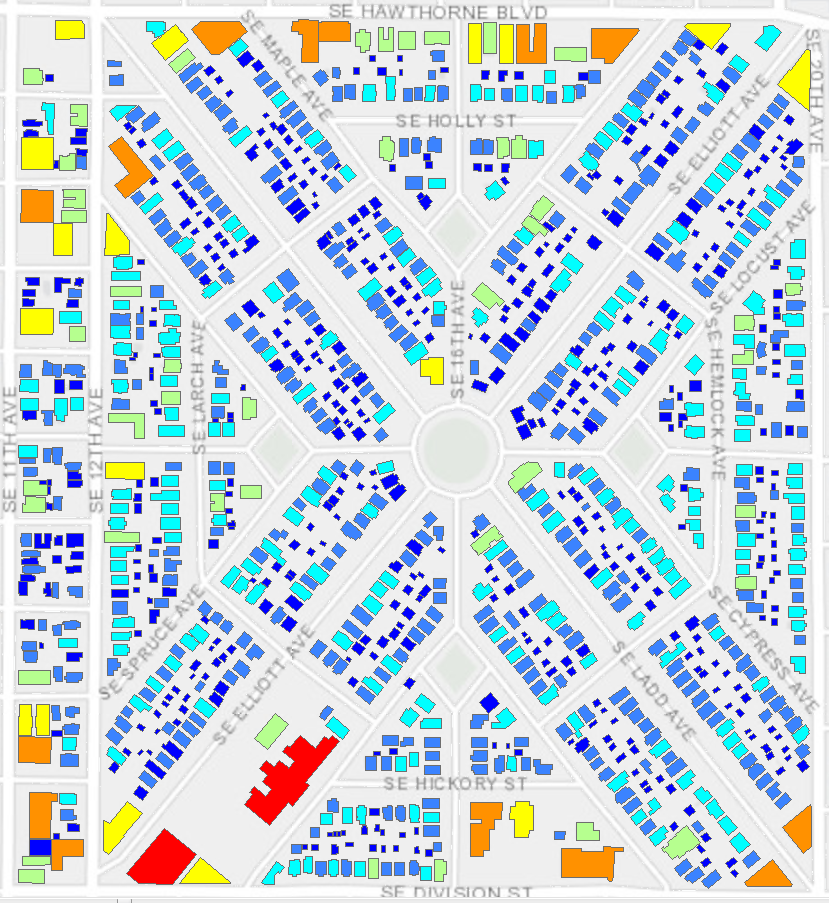 SE HAWTHORNE BLVD
SE MAPLE AVE
SE 20TH AVE
SE ELLIOTT AVE
SE HOLLY ST
SE LOCUST AVE
SE 16TH AVE
SE LARCH AVE
SE HEMLOCK AVE
SE 11TH AVE
SE 12TH AVE
SE SPRUCE AVE
SE ELLIOTT AVE
SE LADD AVE
SE CYPRESS AVE
SE HICKORY ST
SE DIVISION ST